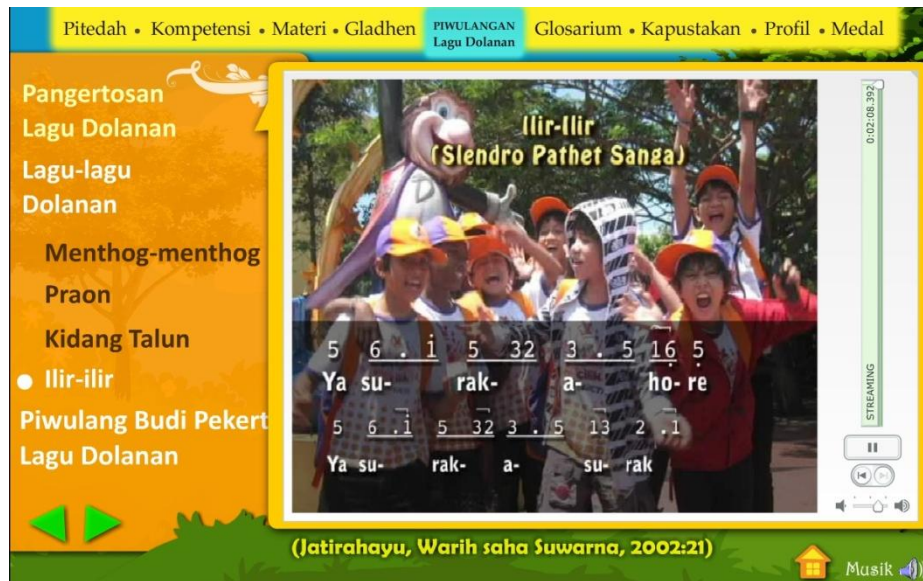 Pitedah • Kompetensi • Materi • Gladhen PIWULANGAN Lagu Dolanan Glosarium • Kapustakan • Profil • Medal
Pangertosan
Lagu Dolanan
Lagu-lagu
Dolanan
Menthog-menthog
Praon
Kidang Talun
Ilir-ilir
Piwulang Budi Pekert
Lagu Dolanan
Ilir-Ilir
(Slendro Pathet Sanga)
5 6 . 1̇ 5 32 3 . 5 16̣ 5̣
Ya su- rak- a- ho- re
5 6 .1̇ 5 32 3 . 5 13 2 .1
Ya su- rak- a- su- rak
0:02:08.392
STREAMING
(Jatirahayu, Warih saha Suwarna, 2002:21)
Musik